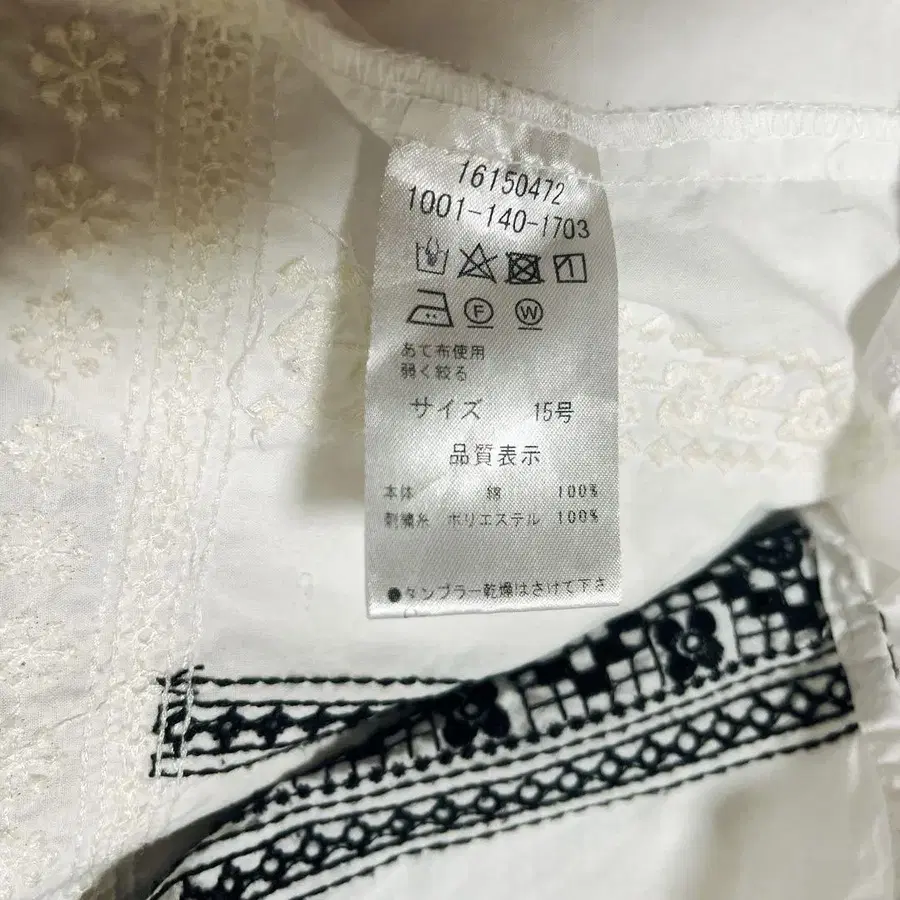 16150472
1001-140-1703
F W
あて布使用
弱く絞る
サイズ 15号
品質表示
本体 綿 100%
刺繍糸 ポリエステル 100%
●タンブラー乾燥はさけて下さ